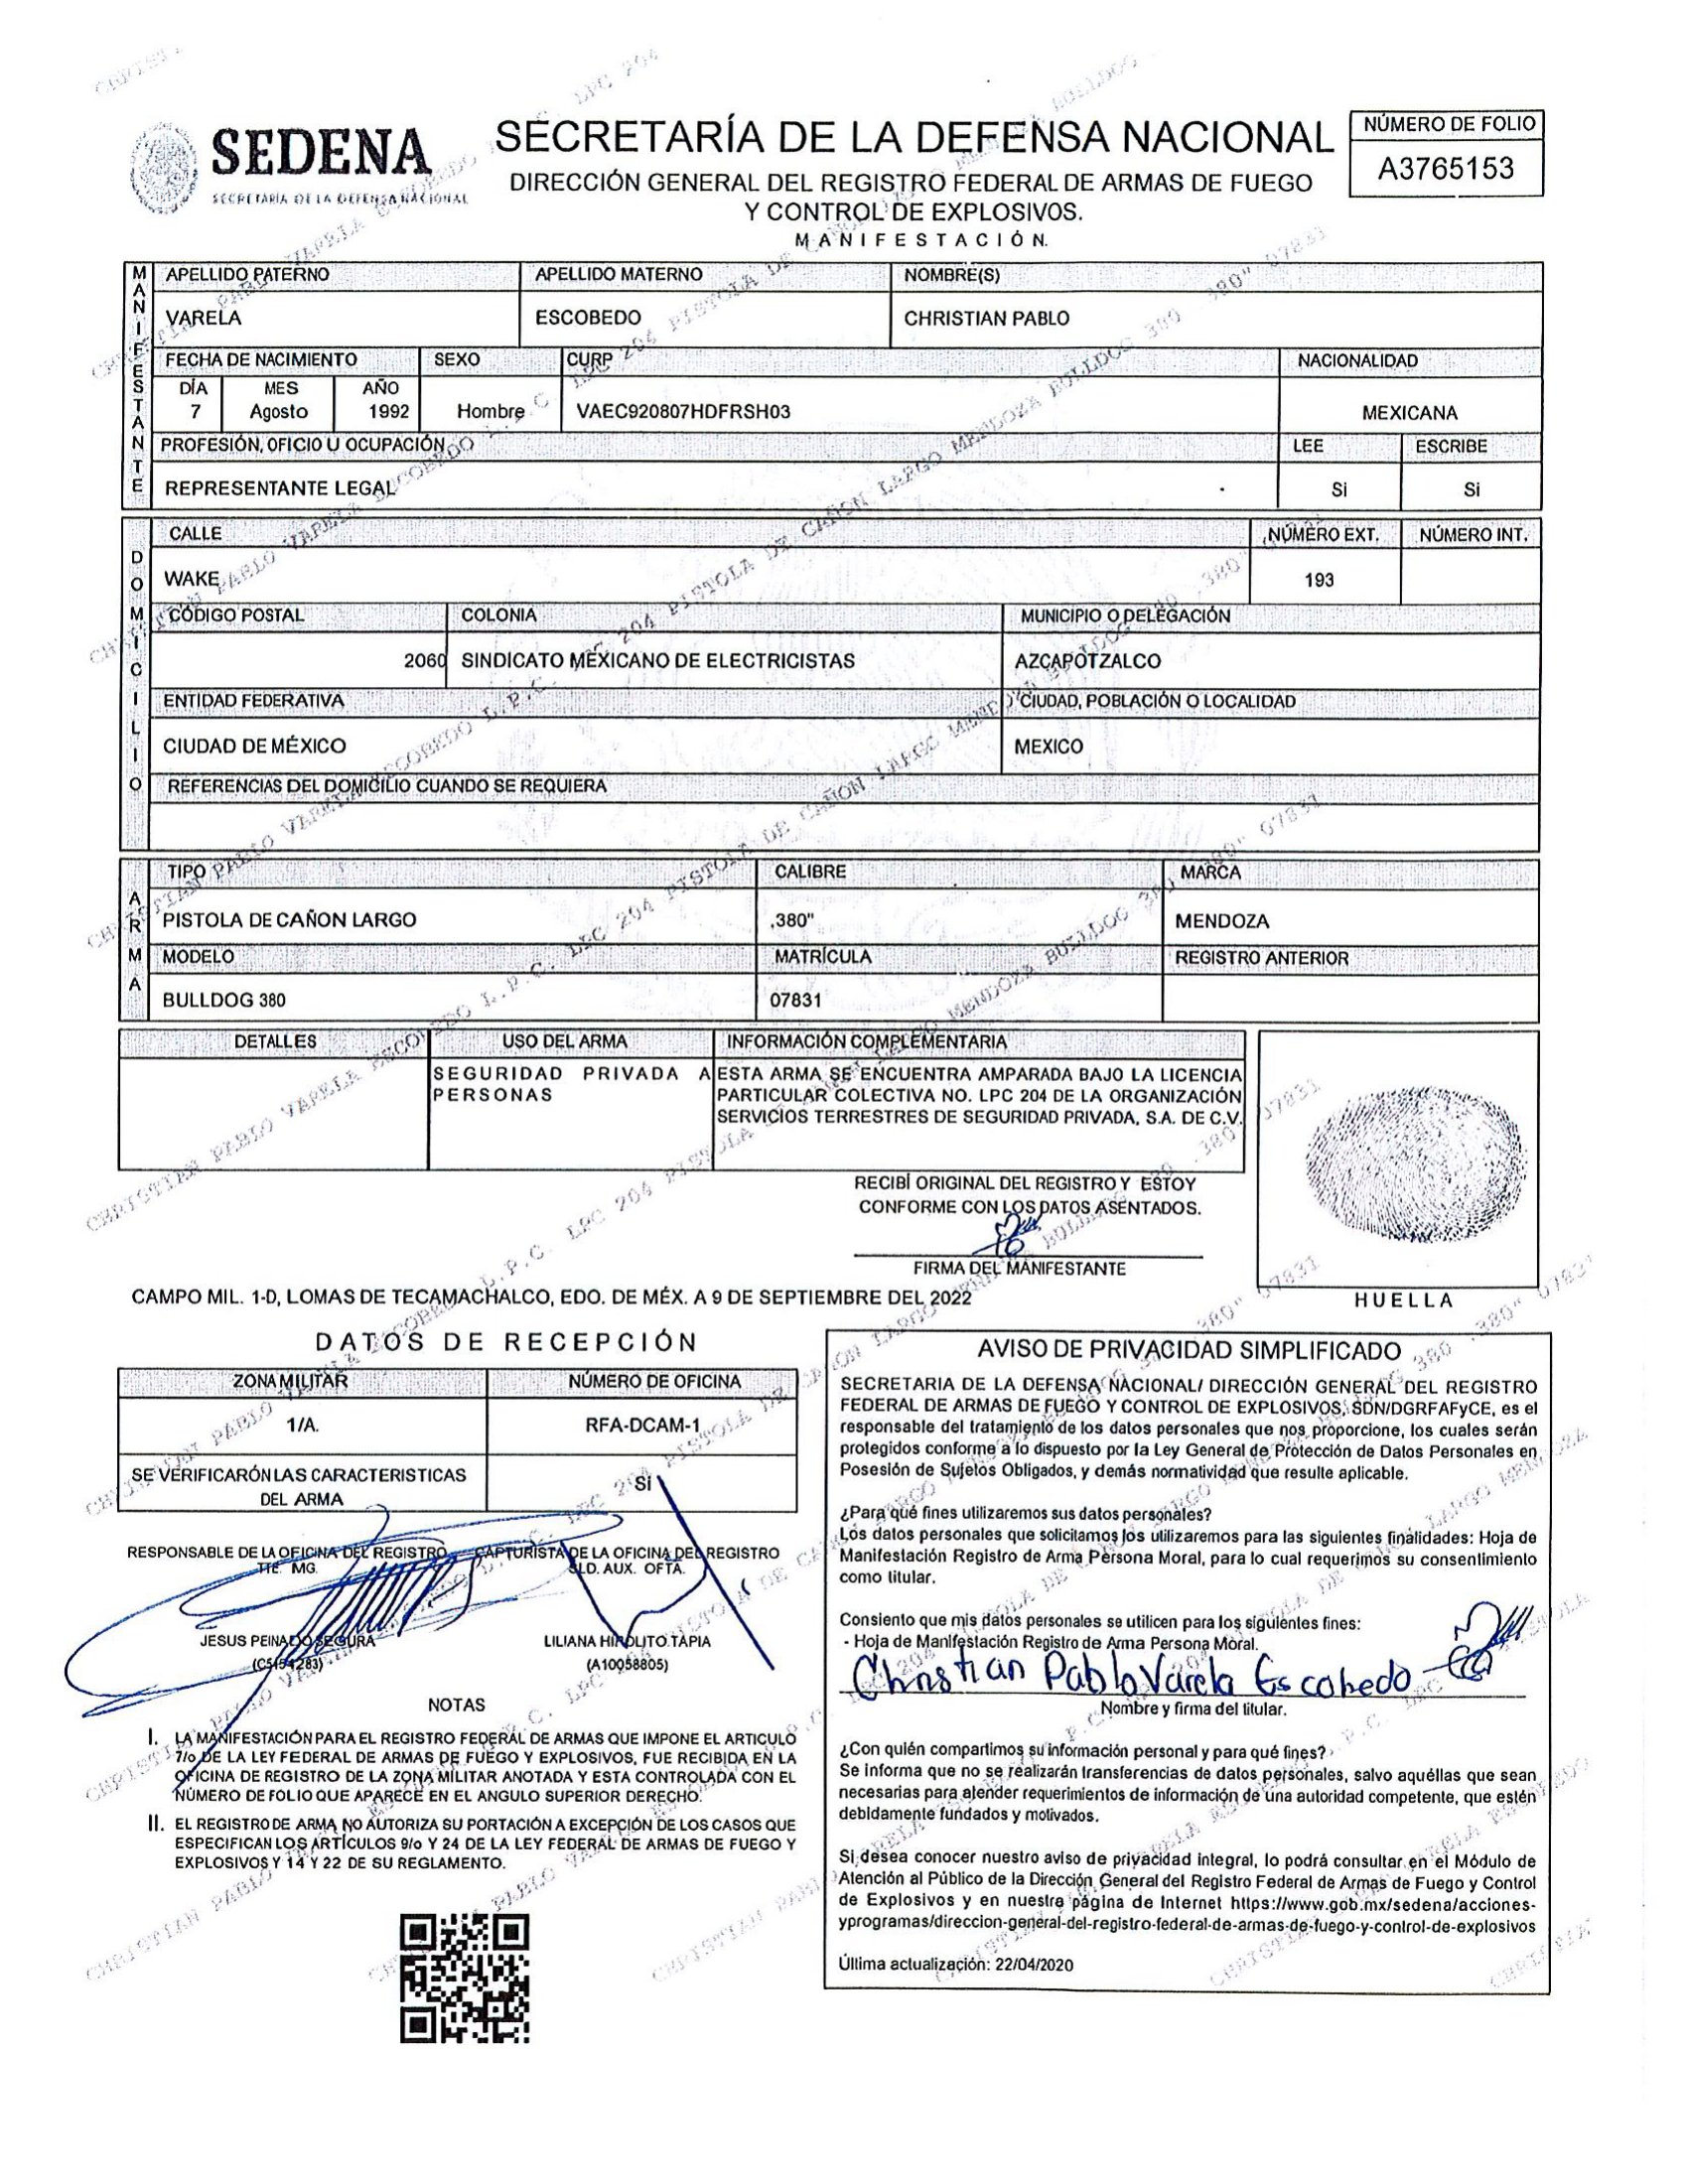 SEDENA
SECRETARÍA DE LA DEFENSA NACIONAL
SECRETARÍA DE LA DEFENSA NACIONAL
DIRECCIÓN GENERAL DEL REGISTRO FEDERAL DE ARMAS DE FUEGO
Y CONTROL DE EXPLOSIVOS.
MANIFESTACIÓN.
NÚMERO DE FOLIO
A3765153
MANIFESTANTE
APELLIDO PATERNO APELLIDO MATERNO NOMBRE(S)
VARELA ESCOBEDO CHRISTIAN PABLO
FECHA DE NACIMIENTO SEXO CURP NACIONALIDAD
DÍA MES AÑO
7 Agosto 1992 Hombre VAEC920807HDFRSH03 MEXICANA
PROFESIÓN, OFICIO U OCUPACIÓN LEE ESCRIBE
REPRESENTANTE LEGAL Si Si
DOMICILIO
CALLE NÚMERO EXT. NÚMERO INT.
WAKE 193
CÓDIGO POSTAL COLONIA MUNICIPIO O DELEGACIÓN
2060 SINDICATO MEXICANO DE ELECTRICISTAS AZCAPOTZALCO
ENTIDAD FEDERATIVA CIUDAD, POBLACIÓN O LOCALIDAD
CIUDAD DE MÉXICO MEXICO
REFERENCIAS DEL DOMICILIO CUANDO SE REQUIERA
ARMA
TIPO CALIBRE MARCA
PISTOLA DE CAÑON LARGO .380" MENDOZA
MODELO MATRÍCULA REGISTRO ANTERIOR
BULLDOG 380 07831
DETALLES USO DEL ARMA INFORMACIÓN COMPLEMENTARIA
SEGURIDAD PRIVADA A
PERSONAS
ESTA ARMA SE ENCUENTRA AMPARADA BAJO LA LICENCIA
PARTICULAR COLECTIVA NO. LPC 204 DE LA ORGANIZACIÓN
SERVICIOS TERRESTRES DE SEGURIDAD PRIVADA, S.A. DE C.V.
RECIBÍ ORIGINAL DEL REGISTRO Y ESTOY
CONFORME CON LOS DATOS ASENTADOS.
FIRMA DEL MANIFESTANTE
HUELLA
CAMPO MIL. 1-D, LOMAS DE TECAMACHALCO, EDO. DE MÉX. A 9 DE SEPTIEMBRE DEL 2022
DATOS DE RECEPCIÓN
ZONA MILITAR NÚMERO DE OFICINA
1/A. RFA-DCAM-1
SE VERIFICARÓN LAS CARACTERISTICAS
DEL ARMA
SI
RESPONSABLE DE LA OFICINA DEL REGISTRO CAPTURISTA DE LA OFICINA DEL REGISTRO
TTE. MG. SLD. AUX. OFTA.
JESUS PEINADO SEGURA LILIANA HIPOLITO TAPIA
(C5154283) (A10058805)
NOTAS
I. LA MANIFESTACIÓN PARA EL REGISTRO FEDERAL DE ARMAS QUE IMPONE EL ARTICULO
7/o DE LA LEY FEDERAL DE ARMAS DE FUEGO Y EXPLOSIVOS, FUE RECIBIDA EN LA
OFICINA DE REGISTRO DE LA ZONA MILITAR ANOTADA Y ESTA CONTROLADA CON EL
NÚMERO DE FOLIO QUE APARECE EN EL ANGULO SUPERIOR DERECHO.
II. EL REGISTRO DE ARMA NO AUTORIZA SU PORTACIÓN A EXCEPCIÓN DE LOS CASOS QUE
ESPECIFICAN LOS ARTÍCULOS 9/o Y 24 DE LA LEY FEDERAL DE ARMAS DE FUEGO Y
EXPLOSIVOS Y 14 Y 22 DE SU REGLAMENTO.
AVISO DE PRIVACIDAD SIMPLIFICADO
SECRETARIA DE LA DEFENSA NACIONAL/ DIRECCIÓN GENERAL DEL REGISTRO
FEDERAL DE ARMAS DE FUEGO Y CONTROL DE EXPLOSIVOS, SDN/DGRFAFyCE, es el
responsable del tratamiento de los datos personales que nos proporcione, los cuales serán
protegidos conforme a lo dispuesto por la Ley General de Protección de Datos Personales en
Posesión de Sujetos Obligados, y demás normatividad que resulte aplicable.
¿Para qué fines utilizaremos sus datos personales?
Los datos personales que solicitamos los utilizaremos para las siguientes finalidades: Hoja de
Manifestación Registro de Arma Persona Moral, para lo cual requerimos su consentimiento
como titular.
Consiento que mis datos personales se utilicen para los siguientes fines:
- Hoja de Manifestación Registro de Arma Persona Moral.
Christian Pablo Varela Escobedo
Nombre y firma del titular.
¿Con quién compartimos su información personal y para qué fines?
Se informa que no se realizarán transferencias de datos personales, salvo aquéllas que sean
necesarias para atender requerimientos de información de una autoridad competente, que estén
debidamente fundados y motivados.
Si desea conocer nuestro aviso de privacidad integral, lo podrá consultar en el Módulo de
Atención al Público de la Dirección General del Registro Federal de Armas de Fuego y Control
de Explosivos y en nuestra página de Internet https://www.gob.mx/sedena/acciones-
yprogramas/direccion-general-del-registro-federal-de-armas-de-fuego-y-control-de-explosivos
Última actualización: 22/04/2020
CHRISTIAN PABLO VARELA ESCOBEDO L.P.C. LPC 204 PISTOLA DE CAÑON LARGO MENDOZA BULLDOG 380 .380" 07831